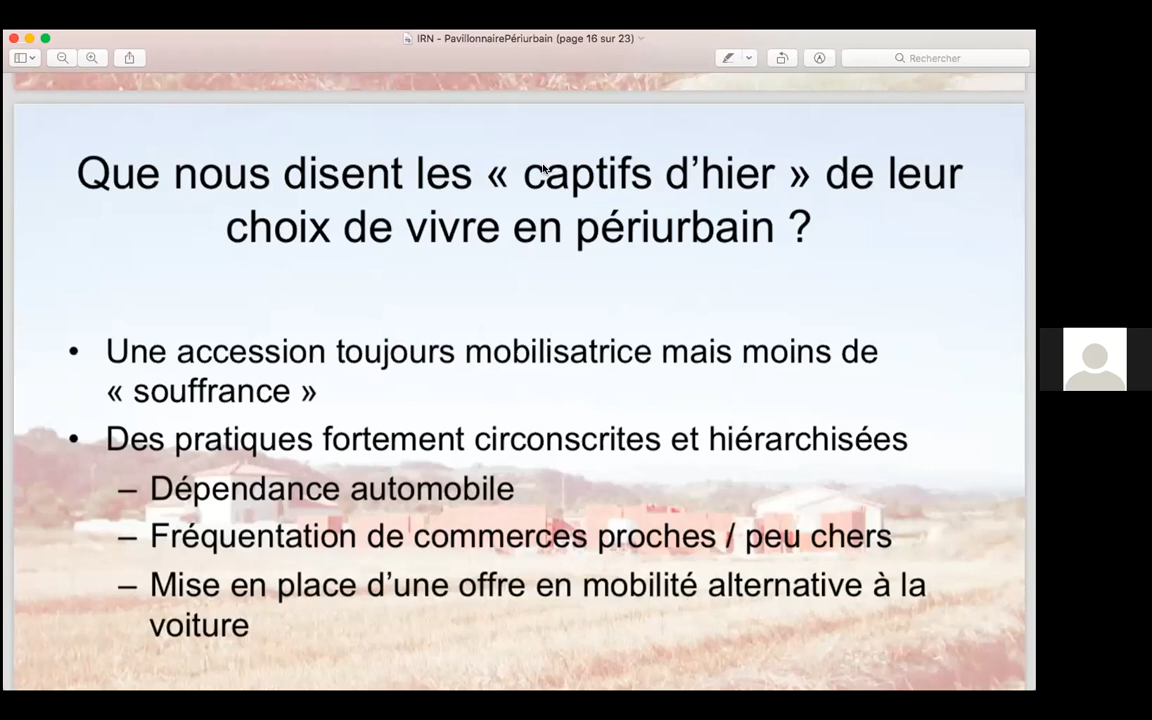 IRN - PavillonnairePériurbain (page 16 sur 23)
Rechercher
Que nous disent les « captifs d’hier » de leur
choix de vivre en périurbain ?
• Une accession toujours mobilisatrice mais moins de
« souffrance »
• Des pratiques fortement circonscrites et hiérarchisées
– Dépendance automobile
– Fréquentation de commerces proches / peu chers
– Mise en place d’une offre en mobilité alternative à la
voiture